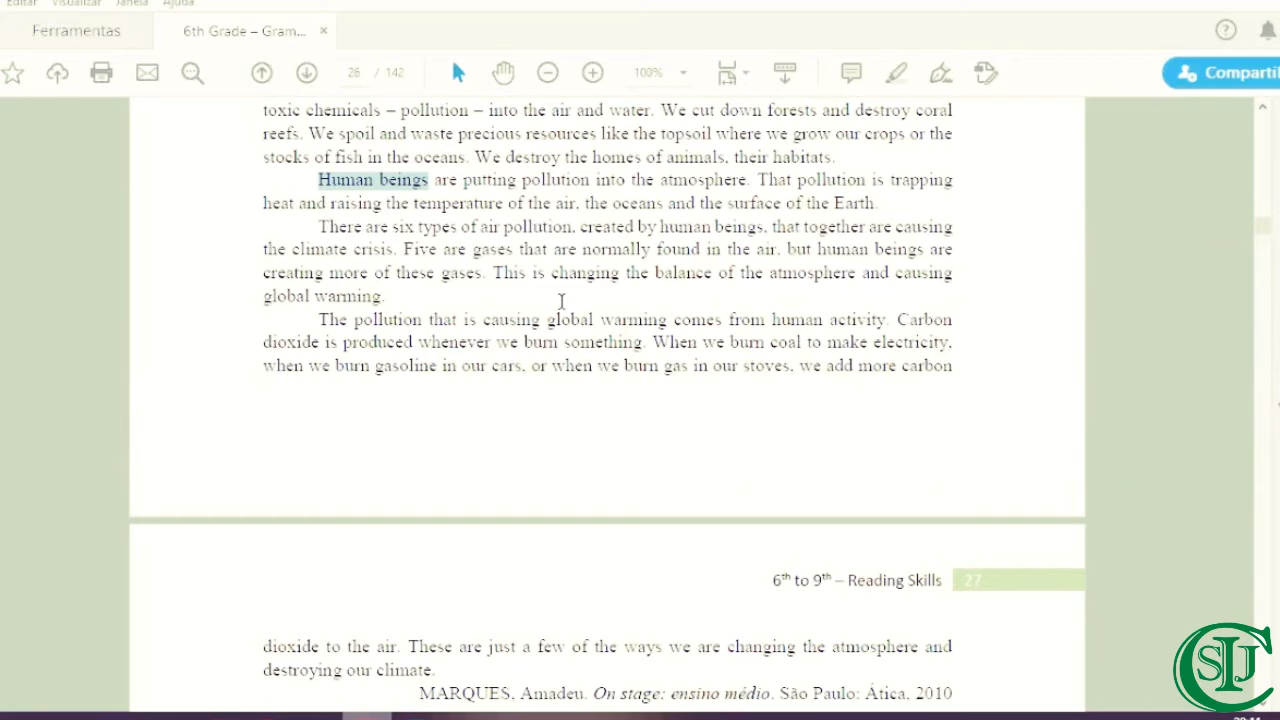 Editar Visualizar Janela Ajuda
Ferramentas 6th Grade – Gram... ×
26 / 142 100% Compartil
toxic chemicals – pollution – into the air and water. We cut down forests and destroy coral
reefs. We spoil and waste precious resources like the topsoil where we grow our crops or the
stocks of fish in the oceans. We destroy the homes of animals, their habitats.
Human beings are putting pollution into the atmosphere. That pollution is trapping
heat and raising the temperature of the air, the oceans and the surface of the Earth.
There are six types of air pollution, created by human beings, that together are causing
the climate crisis. Five are gases that are normally found in the air, but human beings are
creating more of these gases. This is changing the balance of the atmosphere and causing
global warming.
The pollution that is causing global warming comes from human activity. Carbon
dioxide is produced whenever we burn something. When we burn coal to make electricity,
when we burn gasoline in our cars, or when we burn gas in our stoves, we add more carbon
6th to 9th – Reading Skills 27
dioxide to the air. These are just a few of the ways we are changing the atmosphere and
destroying our climate.
MARQUES, Amadeu. On stage: ensino médio. São Paulo: Ática, 2010
CSIJ